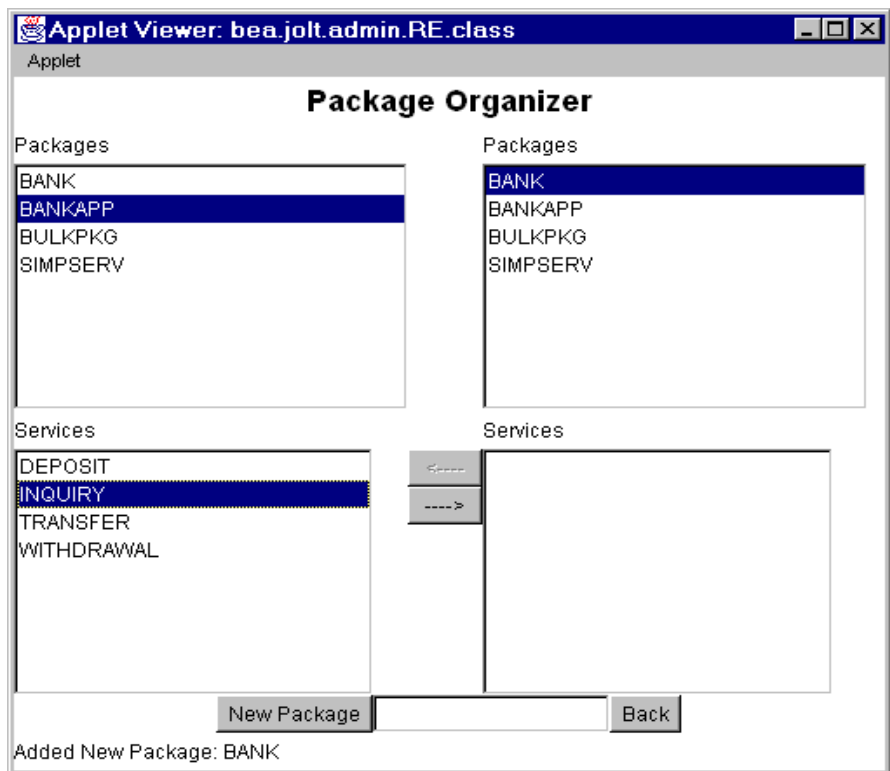 Applet Viewer: bea.jolt.admin.RE.class
Applet
Package Organizer
Packages
BANK
BANKAPP
BULKPKG
SIMPSERV
Packages
BANK
BANKAPP
BULKPKG
SIMPSERV
Services
DEPOSIT
INQUIRY
TRANSFER
WITHDRAWAL
<----
---->
Services
New Package
Back
Added New Package: BANK